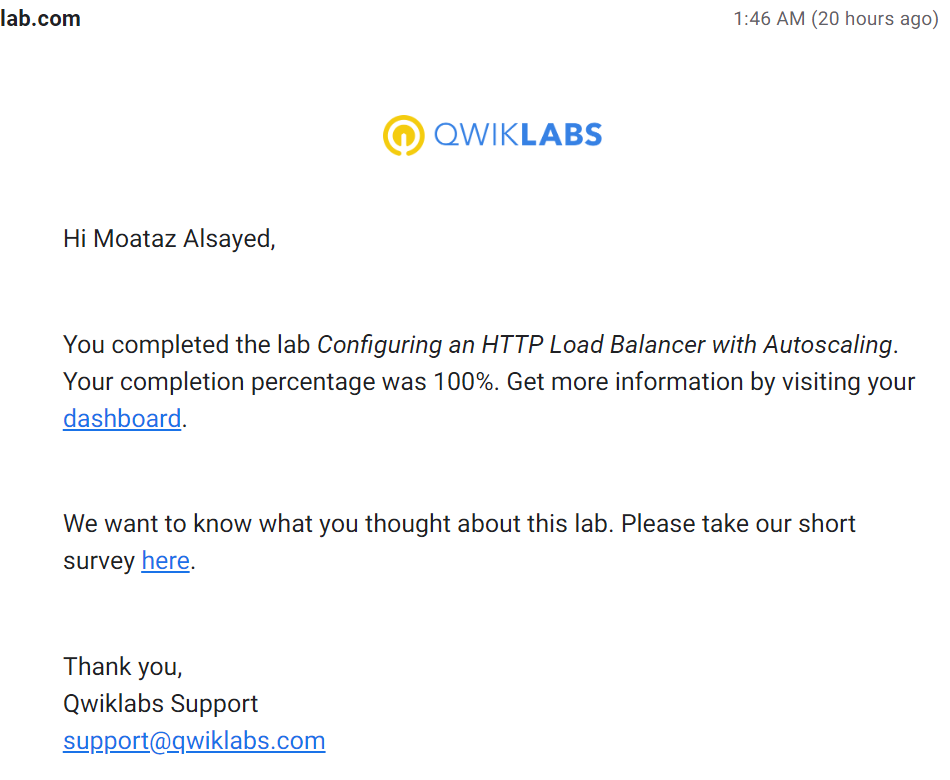 lab.com 1:46 AM (20 hours ago)
QWIKLABS
Hi Moataz Alsayed,
You completed the lab Configuring an HTTP Load Balancer with Autoscaling.
Your completion percentage was 100%. Get more information by visiting your
dashboard.
We want to know what you thought about this lab. Please take our short
survey here.
Thank you,
Qwiklabs Support
support@qwiklabs.com